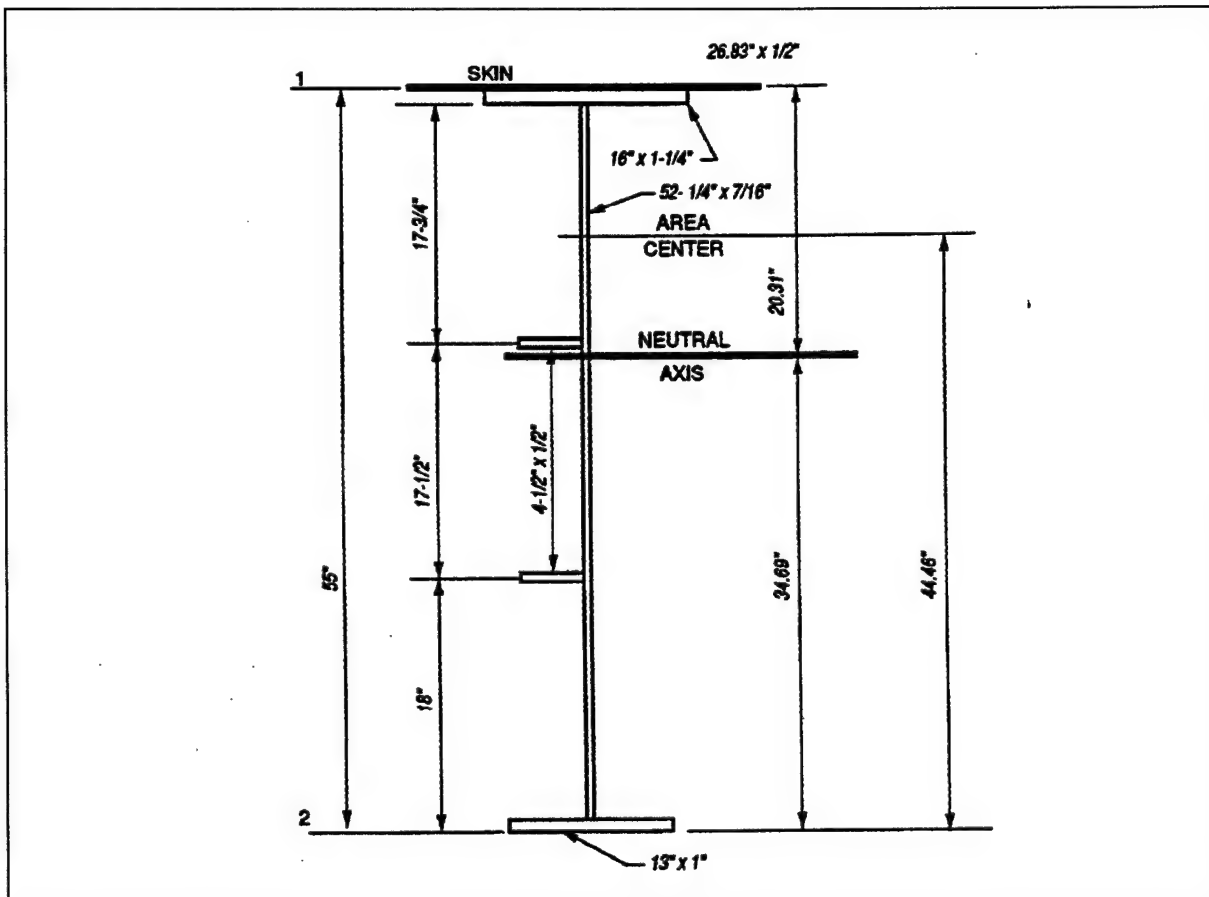 26.83" x 1/2"
1
SKIN
16" x 1-1/4"
52- 1/4" x 7/16"
17-3/4"
AREA
CENTER
20.31"
NEUTRAL
AXIS
17-1/2"
4-1/2" x 1/2"
55"
34.69"
44.46"
18"
2
13" x 1"